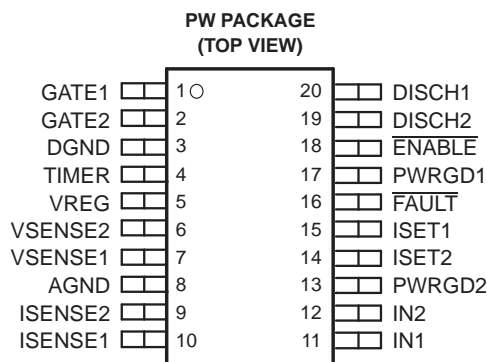 PW PACKAGE
(TOP VIEW)
GATE1 1 20 DISCH1
GATE2 2 19 DISCH2
DGND 3 18 ENABLE
TIMER 4 17 PWRGD1
VREG 5 16 FAULT
VSENSE2 6 15 ISET1
VSENSE1 7 14 ISET2
AGND 8 13 PWRGD2
ISENSE2 9 12 IN2
ISENSE1 10 11 IN1